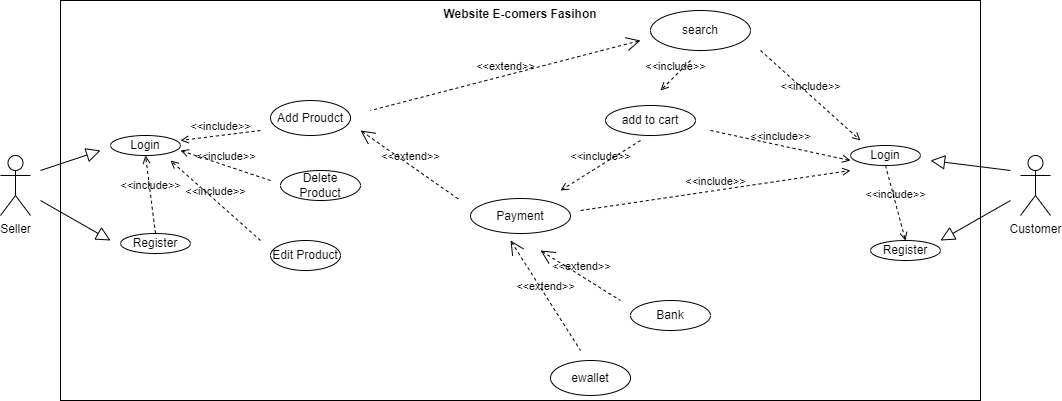 Website E-comers Fasihon
search
<<extend>>
<<include>>
<<include>>
Add Proudct
add to cart
<<include>>
<<include>>
Login
<<include>>
<<extend>>
<<include>>
Login
<<include>>
Delete
Product
<<include>>
<<include>>
<<include>>
Seller
Payment
Customer
Register
Edit Product
Register
<<extend>>
<<extend>>
Bank
ewallet